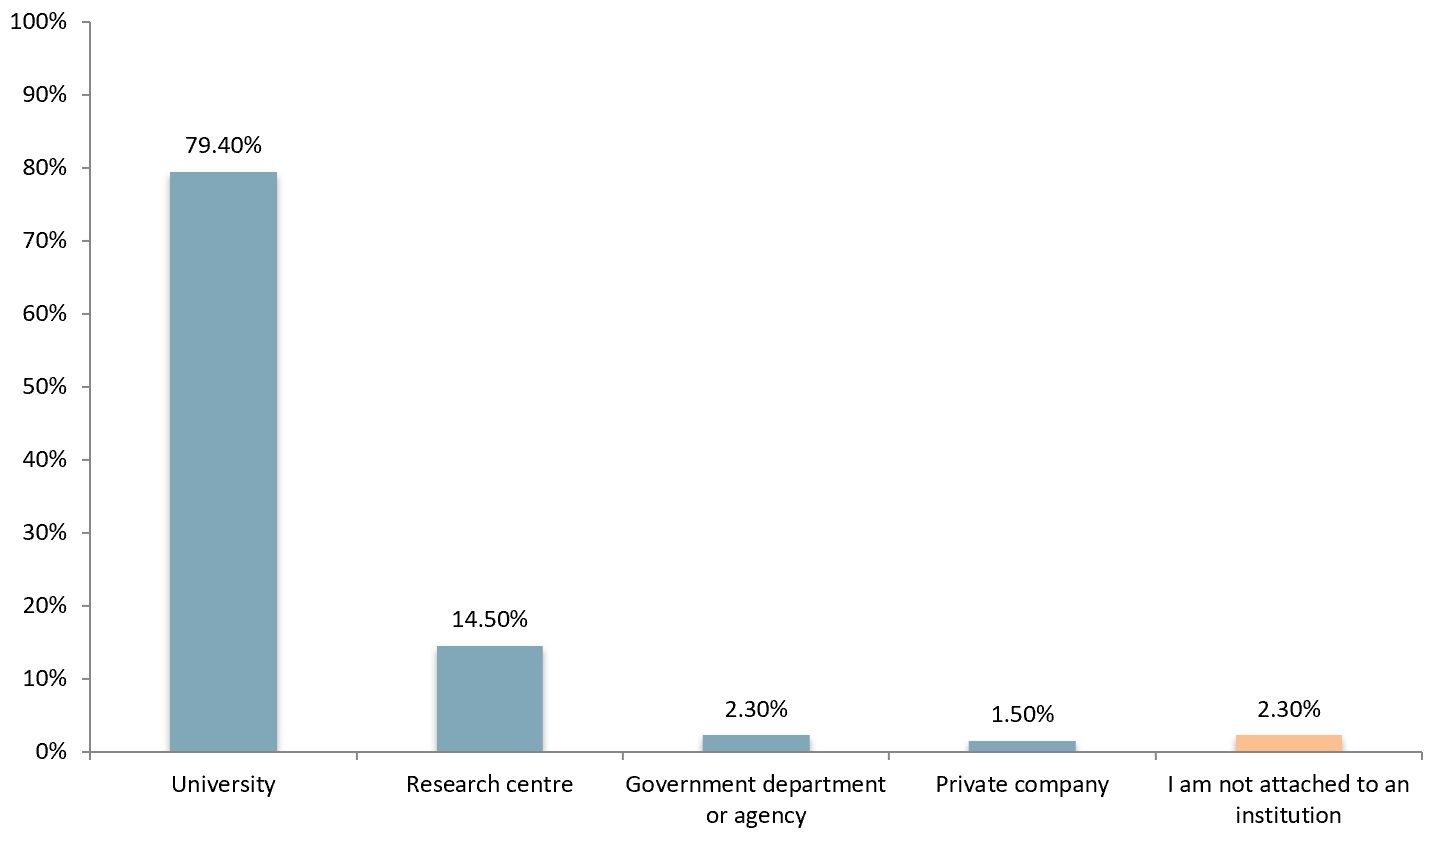 100%
90%
80%
70%
60%
50%
40%
30%
20%
10%
0%
79.40%
14.50%
2.30%
1.50%
2.30%
University
Research centre
Government department
or agency
Private company
I am not attached to an
institution